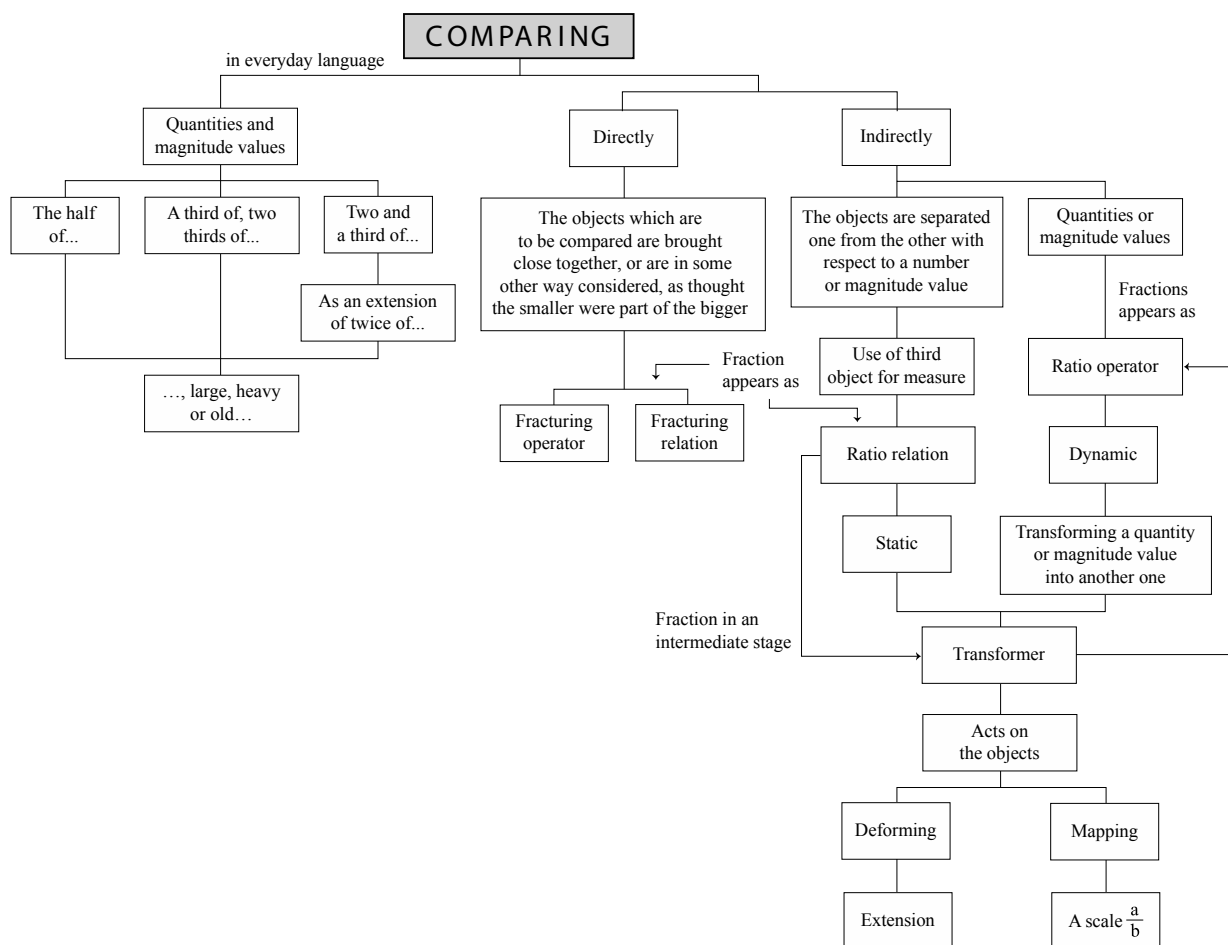 COMPARING
in everyday language
Quantities and
magnitude values
Directly
Indirectly
The half
of...
A third of, two
thirds of...
Two and
a third of...
The objects which are
to be compared are brought
close together, or are in some
other way considered, as thought
the smaller were part of the bigger
The objects are separated
one from the other with
respect to a number
or magnitude value
Quantities or
magnitude values
As an extension
of twice of...
Fractions
appears as
…, large, heavy
or old…
Fraction
appears as
Use of third
object for measure
Ratio operator
Fracturing
operator
Fracturing
relation
Ratio relation
Dynamic
Static
Transforming a quantity
or magnitude value
into another one
Fraction in an
intermediate stage
Transformer
Acts on
the objects
Deforming
Mapping
Extension
A scale a/b